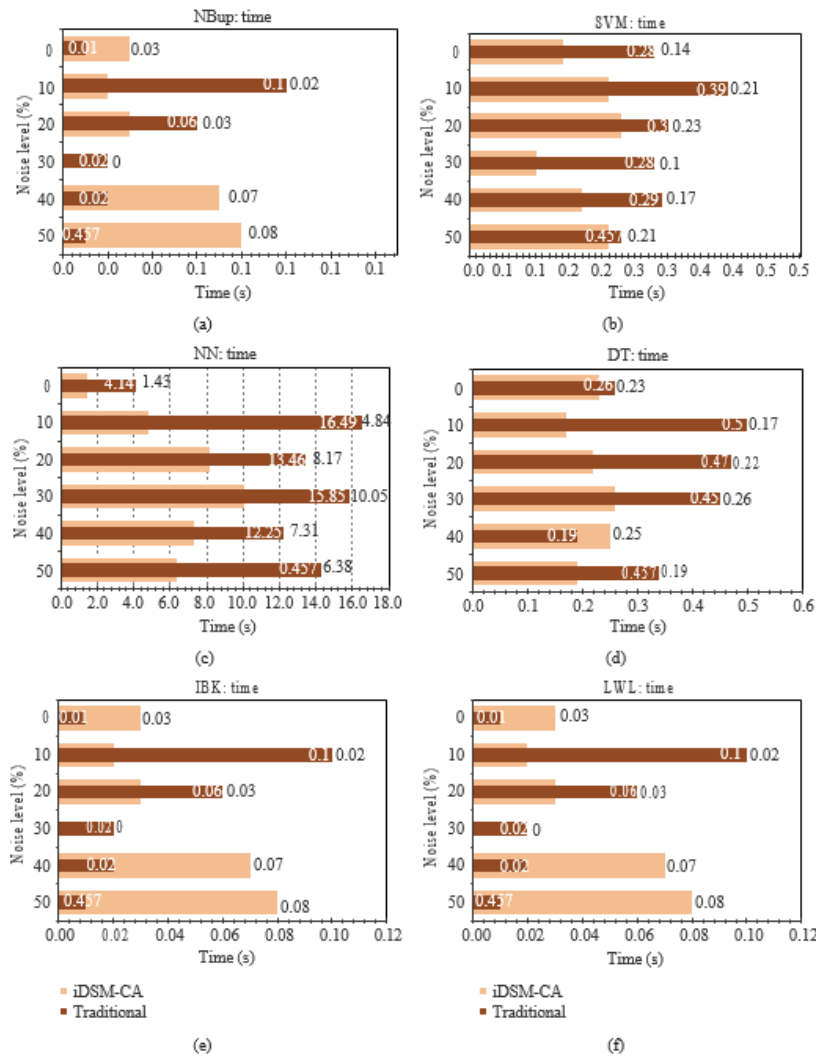 NBup: time
Noise level (%)
0 0.01 0.03
10 0.1 0.02
20 0.06 0.03
30 0.02 0
40 0.02 0.07
50 0.457 0.08
0.0 0.0 0.0 0.1 0.1 0.1 0.1 0.1
Time (s)
(a)
SVM: time
Noise level (%)
0 0.28 0.14
10 0.39 0.21
20 0.3 0.23
30 0.28 0.1
40 0.29 0.17
50 0.457 0.21
0.0 0.1 0.1 0.2 0.2 0.3 0.3 0.4 0.4 0.5 0.5
Time (s)
(b)
NN: time
Noise level (%)
0 4.14 1.43
10 16.49 4.84
20 13.46 8.17
30 15.85 10.05
40 12.25 7.31
50 0.457 6.38
0.0 2.0 4.0 6.0 8.0 10.0 12.0 14.0 16.0 18.0
Time (s)
(c)
DT: time
Noise level (%)
0 0.26 0.23
10 0.5 0.17
20 0.47 0.22
30 0.45 0.26
40 0.19 0.25
50 0.457 0.19
0.0 0.1 0.2 0.3 0.4 0.5 0.6
Time (s)
(d)
IBK: time
Noise level (%)
0 0.01 0.03
10 0.1 0.02
20 0.06 0.03
30 0.02 0
40 0.02 0.07
50 0.457 0.08
0.00 0.02 0.04 0.06 0.08 0.10 0.12
Time (s)
iDSM-CA
Traditional
(e)
LWL: time
Noise level (%)
0 0.01 0.03
10 0.1 0.02
20 0.06 0.03
30 0.02 0
40 0.02 0.07
50 0.457 0.08
0.00 0.02 0.04 0.06 0.08 0.10 0.12
Time (s)
iDSM-CA
Traditional
(f)